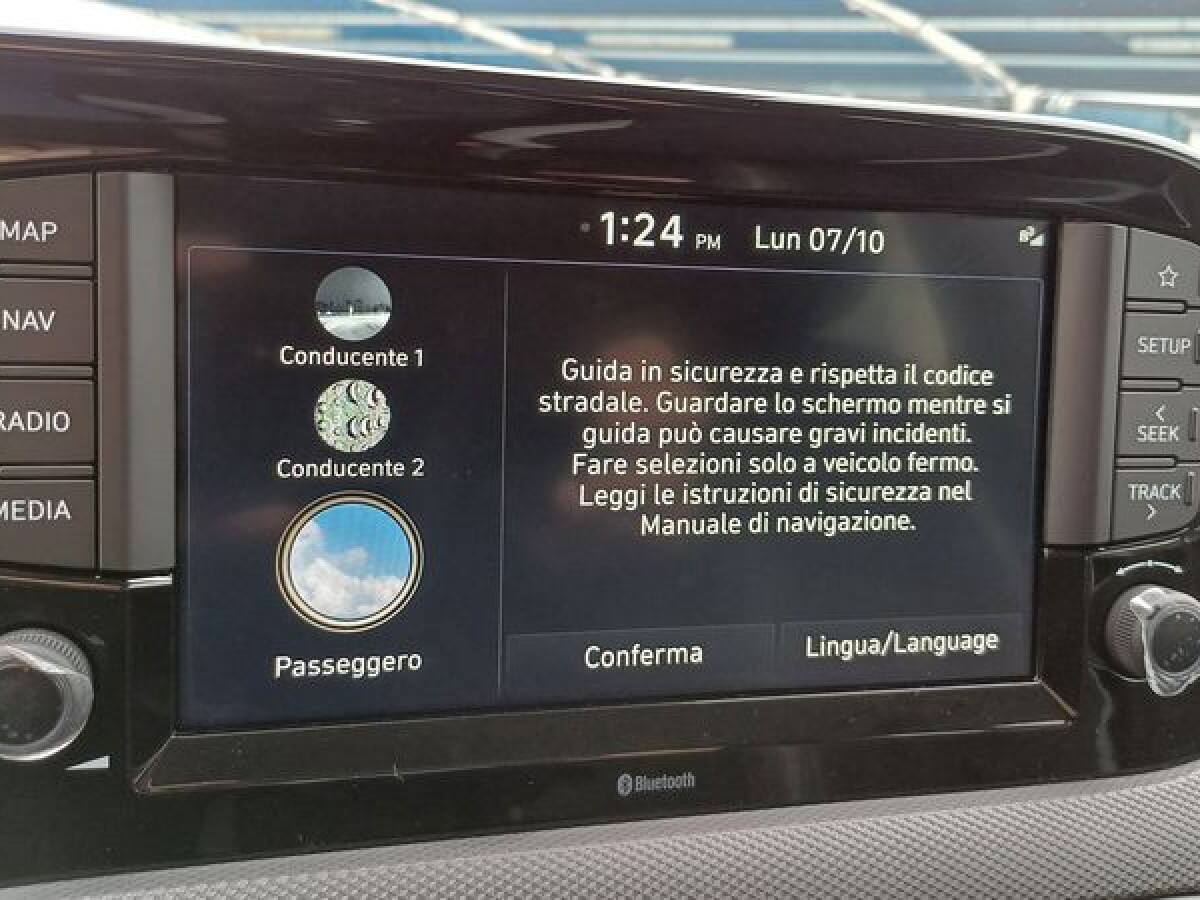 1:24 PM Lun 07/10
MAP
NAV
RADIO
MEDIA
Conducente 1
Conducente 2
Passeggero
Guida in sicurezza e rispetta il codice
stradale. Guardare lo schermo mentre si
guida può causare gravi incidenti.
Fare selezioni solo a veicolo fermo.
Leggi le istruzioni di sicurezza nel
Manuale di navigazione.
Conferma
Lingua/Language
SETUP
<
SEEK
TRACK
>
Bluetooth